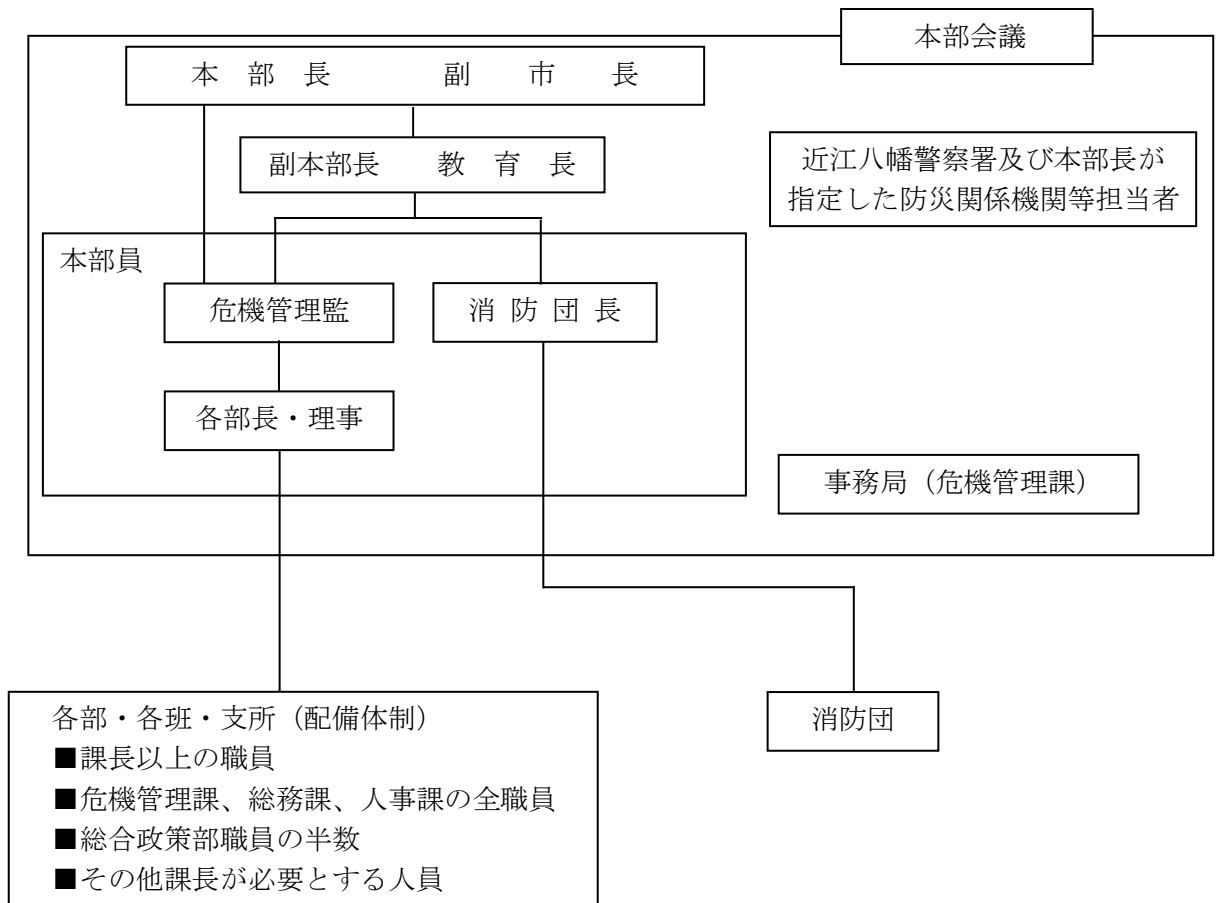 本部会議
本 部 長 副 市 長
副本部長 教 育 長
近江八幡警察署及び本部長が
指定した防災関係機関等担当者
本部員
危機管理監
消 防 団 長
各部長・理事
事務局（危機管理課）
各部・各班・支所（配備体制）
■課長以上の職員
■危機管理課、総務課、人事課の全職員
■総合政策部職員の半数
■その他課長が必要とする人員
消防団